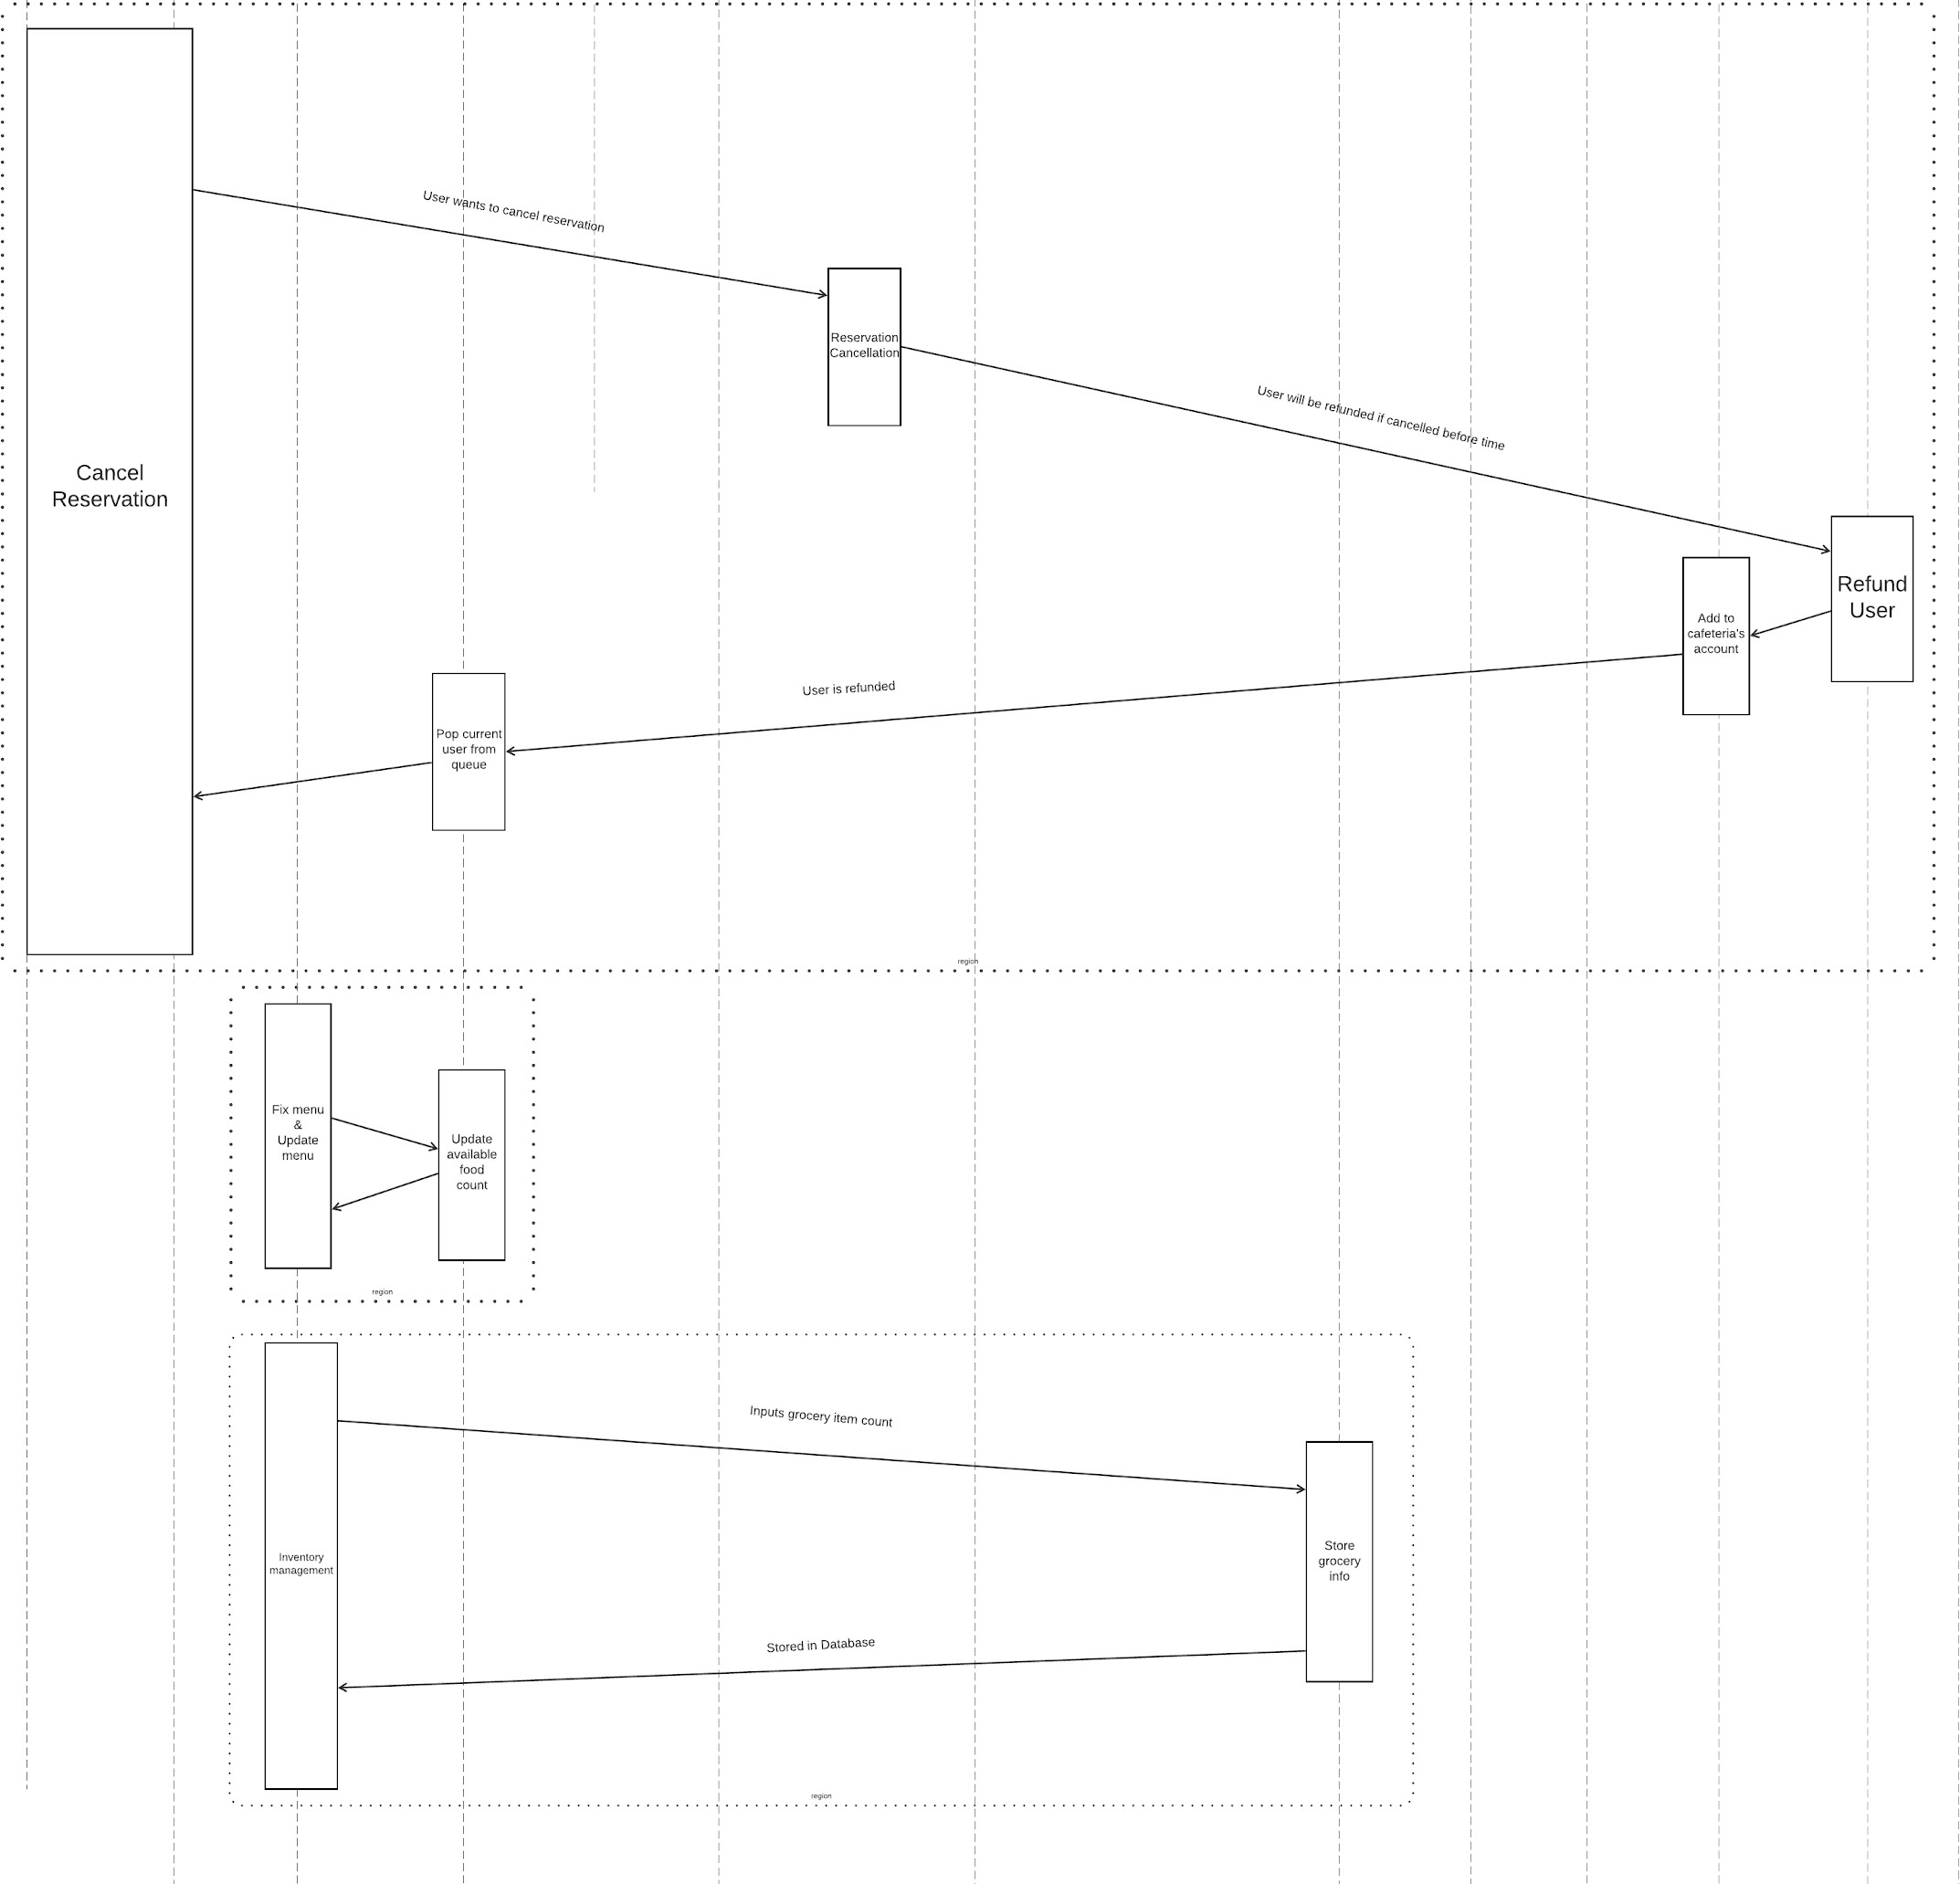 User wants to cancel reservation
Reservation
Cancellation
User will be refunded if cancelled before time
Cancel
Reservation
Refund
User
Add to
cafeteria's
account
User is refunded
Pop current
user from
queue
region
Fix menu
&
Update
menu
Update
available
food
count
region
Inputs grocery item count
Inventory
management
Store
grocery
info
Stored in Database
region